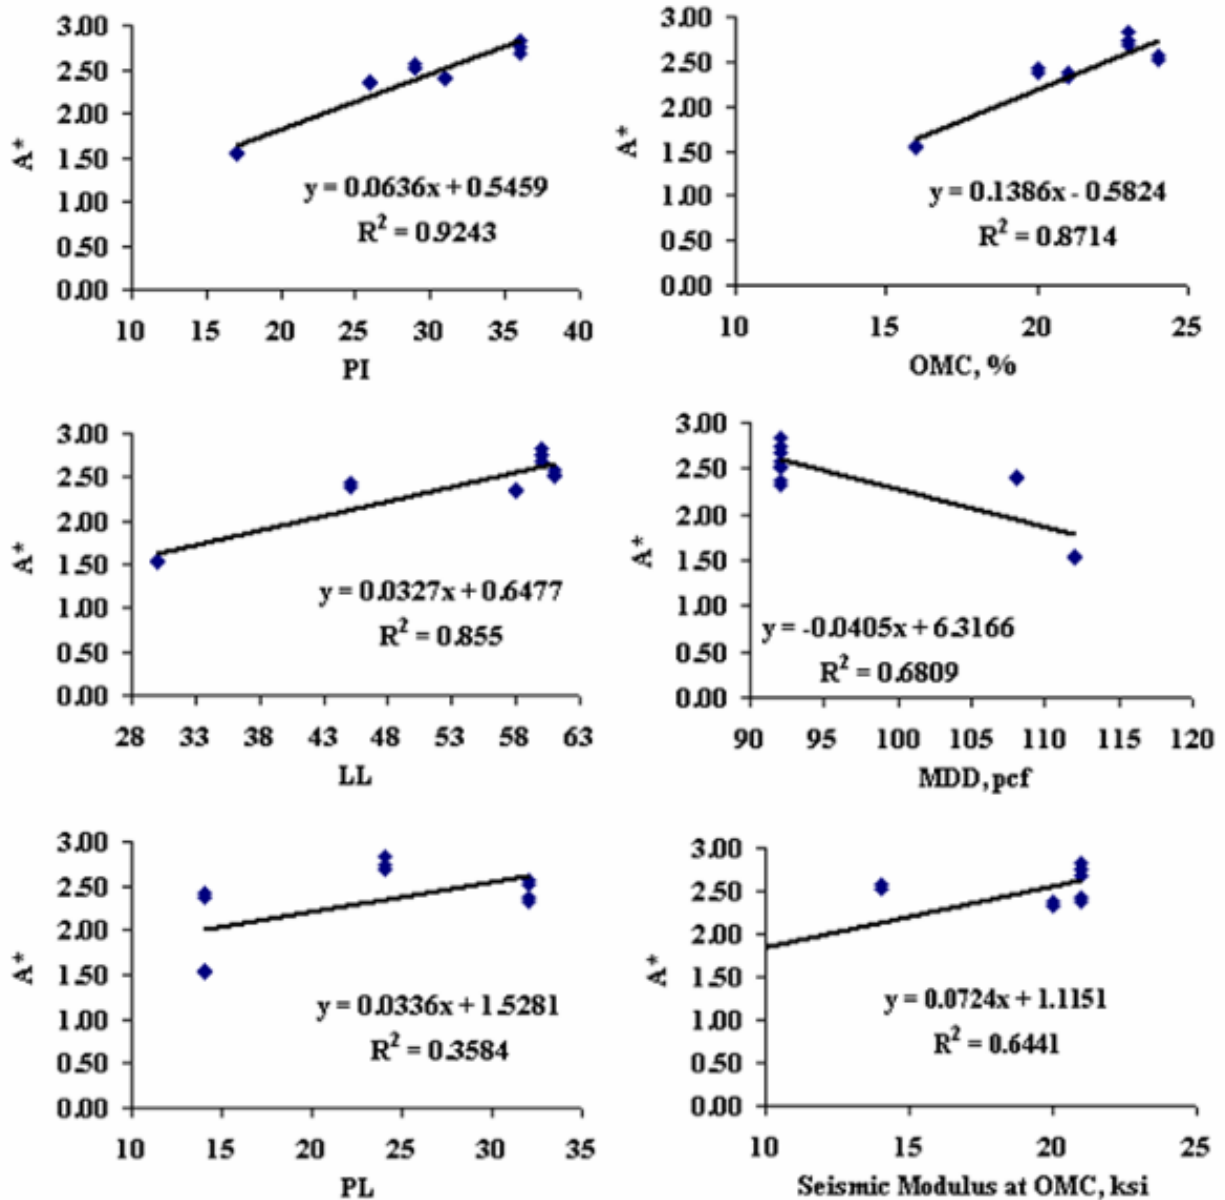 3.00
2.50
2.00
1.50
1.00
0.50
0.00
A*
y = 0.0636x + 0.5459
R² = 0.9243
10 15 20 25 30 35 40
PI
3.00
2.50
2.00
1.50
1.00
0.50
0.00
A*
y = 0.1386x - 0.5824
R² = 0.8714
10 15 20 25
OMC, %
3.00
2.50
2.00
1.50
1.00
0.50
0.00
A*
y = 0.0327x + 0.6477
R² = 0.855
28 33 38 43 48 53 58 63
LL
3.00
2.50
2.00
1.50
1.00
0.50
0.00
A*
y = -0.0405x + 6.3166
R² = 0.6809
90 95 100 105 110 115 120
MDD, pcf
3.00
2.50
2.00
1.50
1.00
0.50
0.00
A*
y = 0.0336x + 1.5281
R² = 0.3584
10 15 20 25 30 35
PL
3.00
2.50
2.00
1.50
1.00
0.50
0.00
A*
y = 0.0724x + 1.1151
R² = 0.6441
10 15 20 25
Seismic Modulus at OMC, ksi